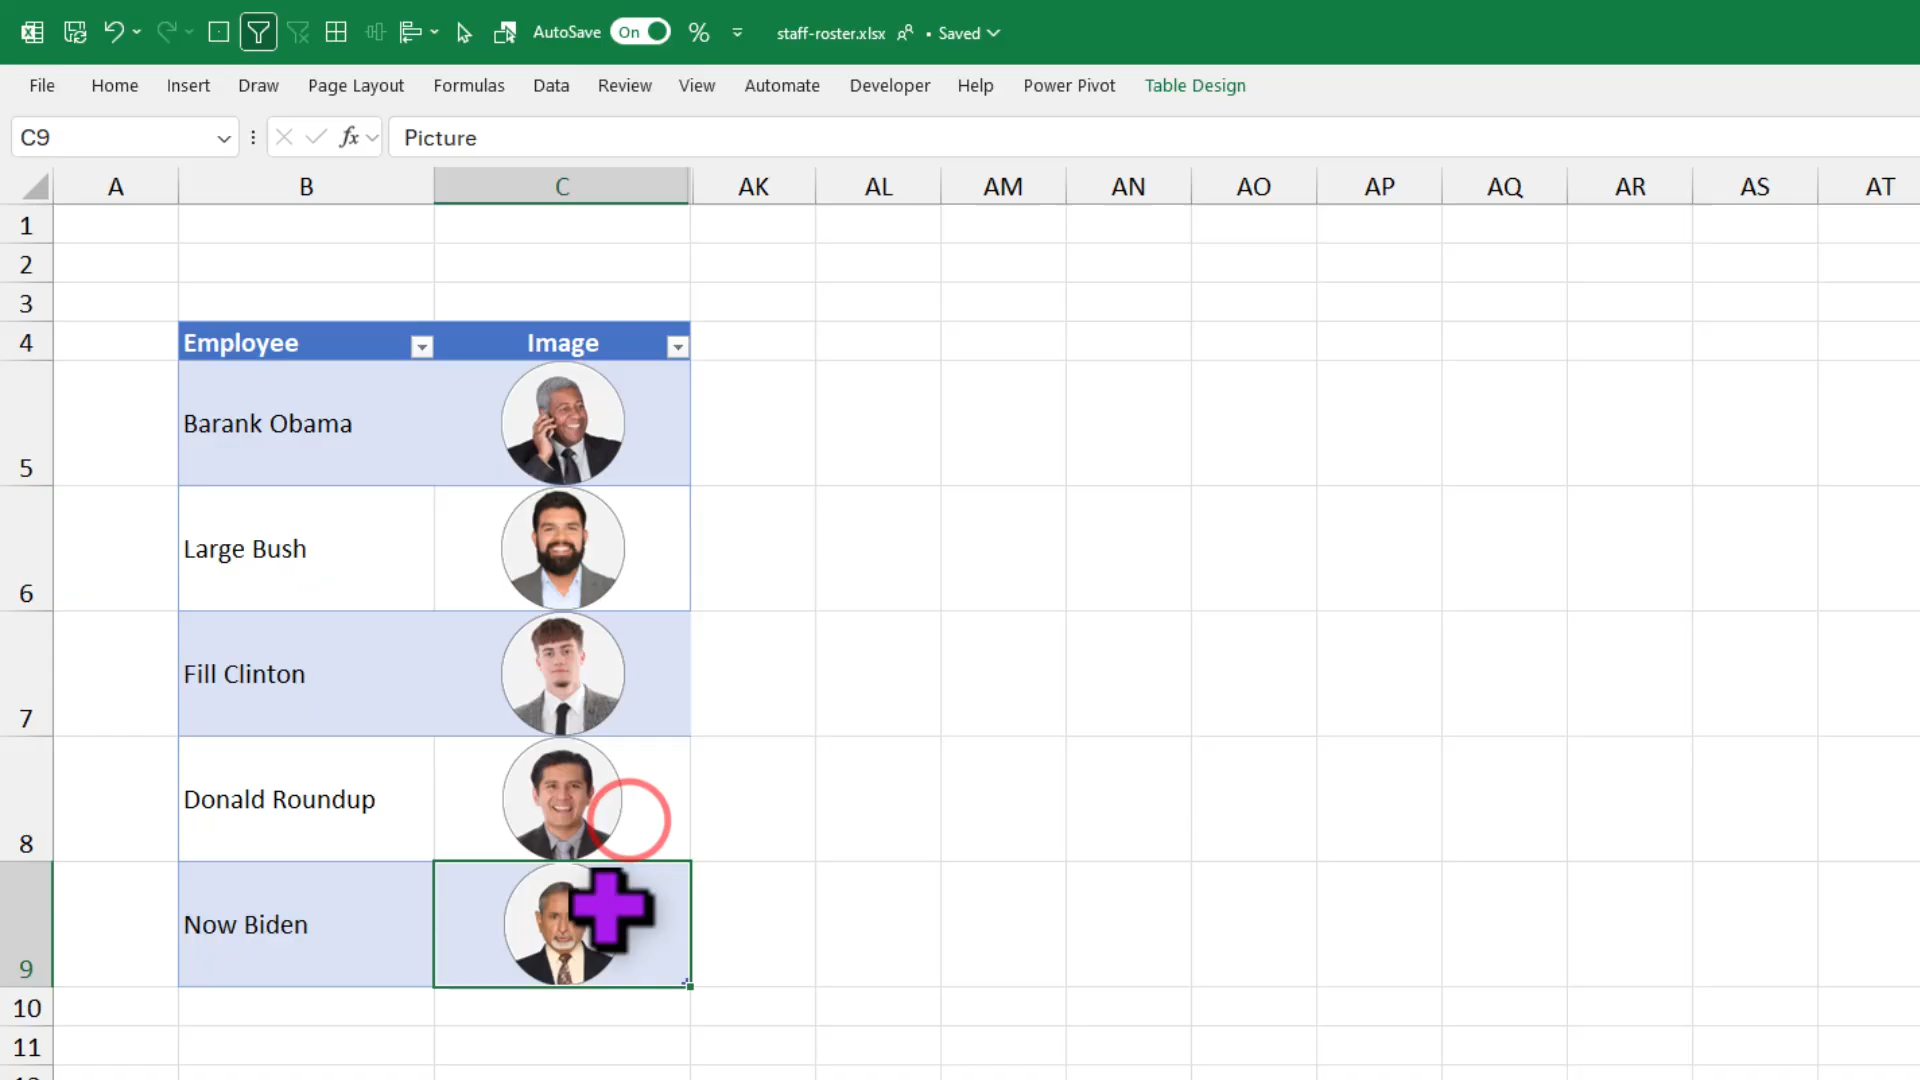 AutoSave On % staff-roster.xlsx • Saved
File Home Insert Draw Page Layout Formulas Data Review View Automate Developer Help Power Pivot Table Design
C9 fx Picture
A B C AK AL AM AN AO AP AQ AR AS AT
1
2
3
4 Employee Image
5 Barank Obama
6 Large Bush
7 Fill Clinton
8 Donald Roundup
9 Now Biden
10
11